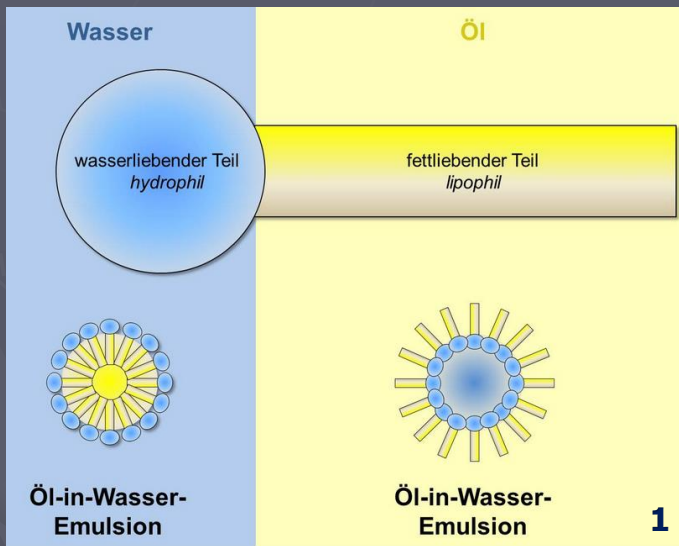 Wasser
Öl
wasserliebender Teil
hydrophil
fettliebender Teil
lipophil
Öl-in-Wasser-
Emulsion
Öl-in-Wasser-
Emulsion
1